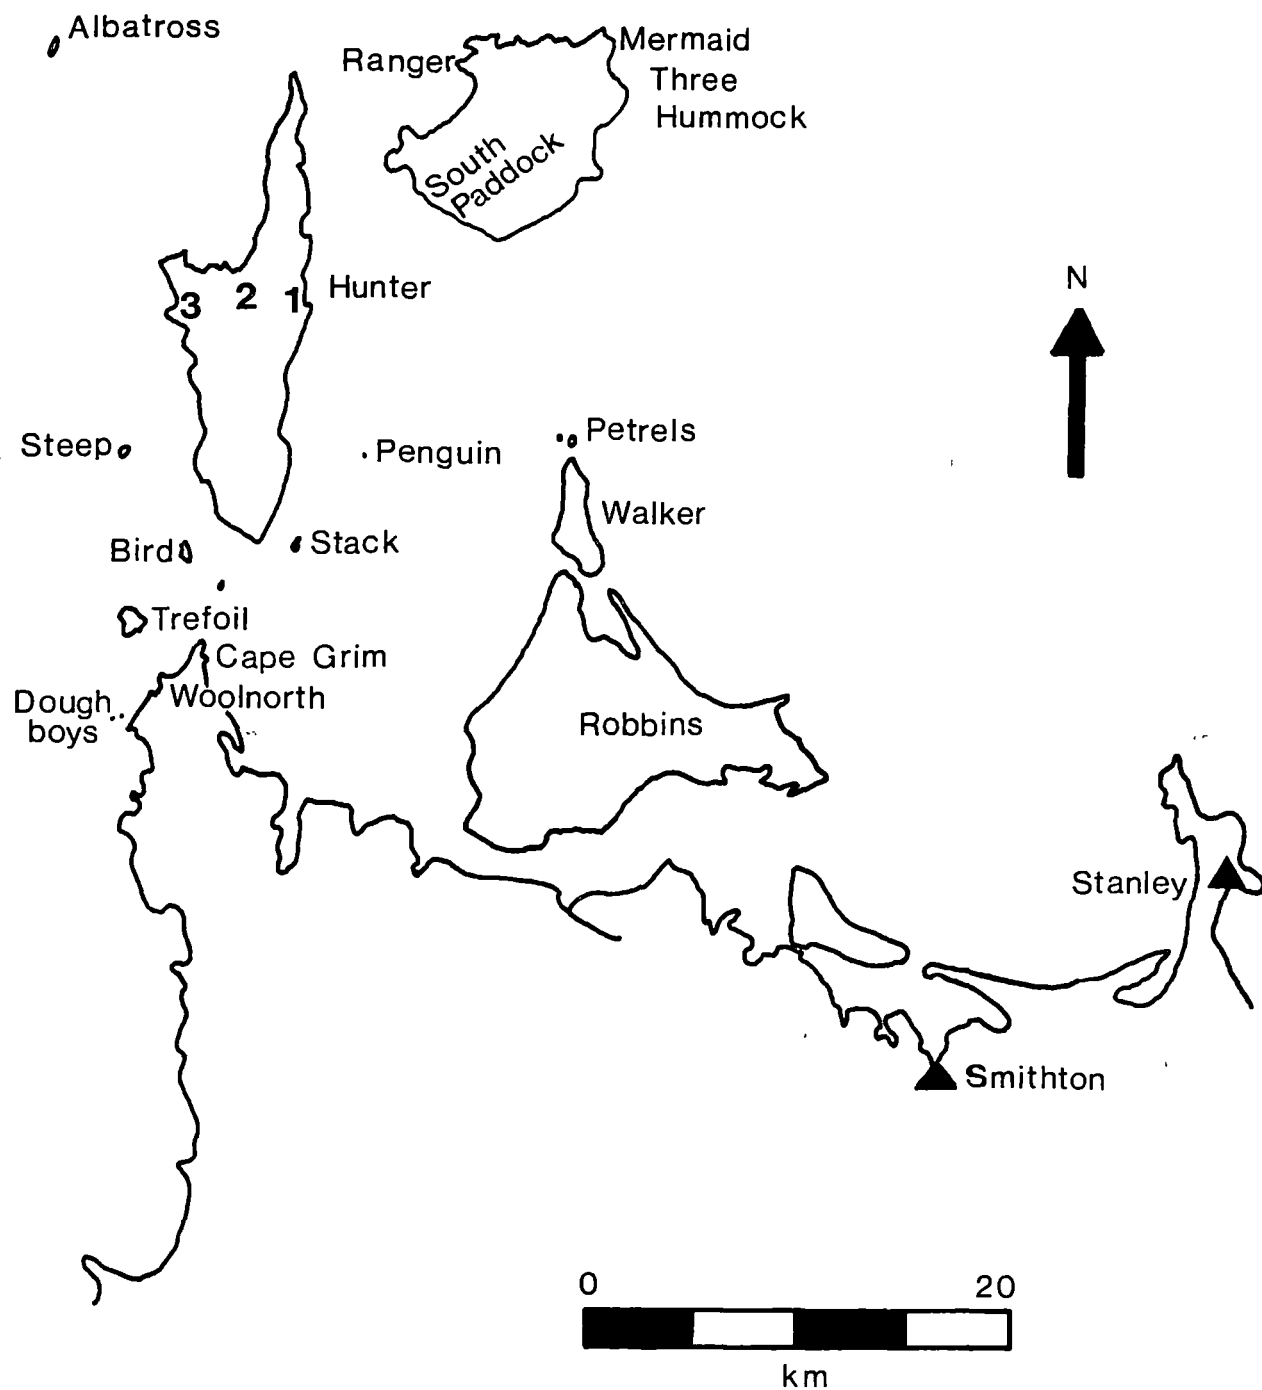 Albatross
Ranger
Mermaid
Three
Hummock
South
Paddock
3 2 1 Hunter
N
Steep
Penguin
Petrels
Walker
Bird
Stack
Trefoil
Cape Grim
Woolnorth
Dough
boys
Robbins
Stanley
Smithton
0 20
km